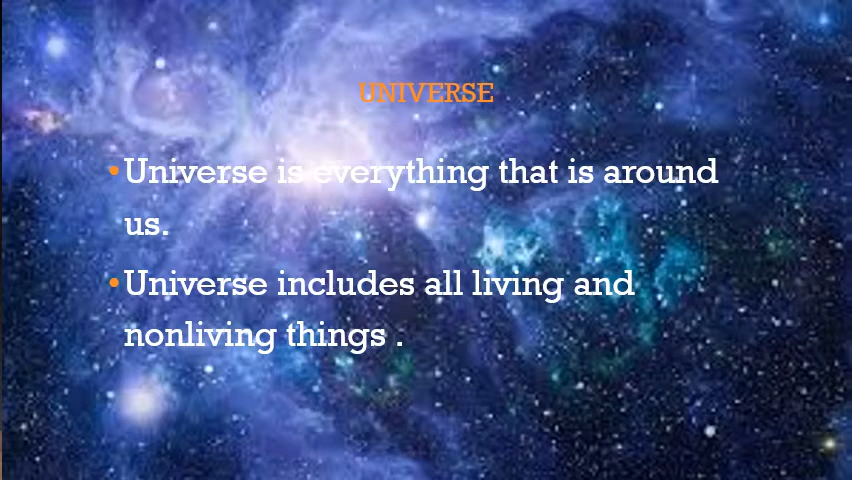 UNIVERSE
•Universe is everything that is around
us.
•Universe includes all living and
nonliving things .